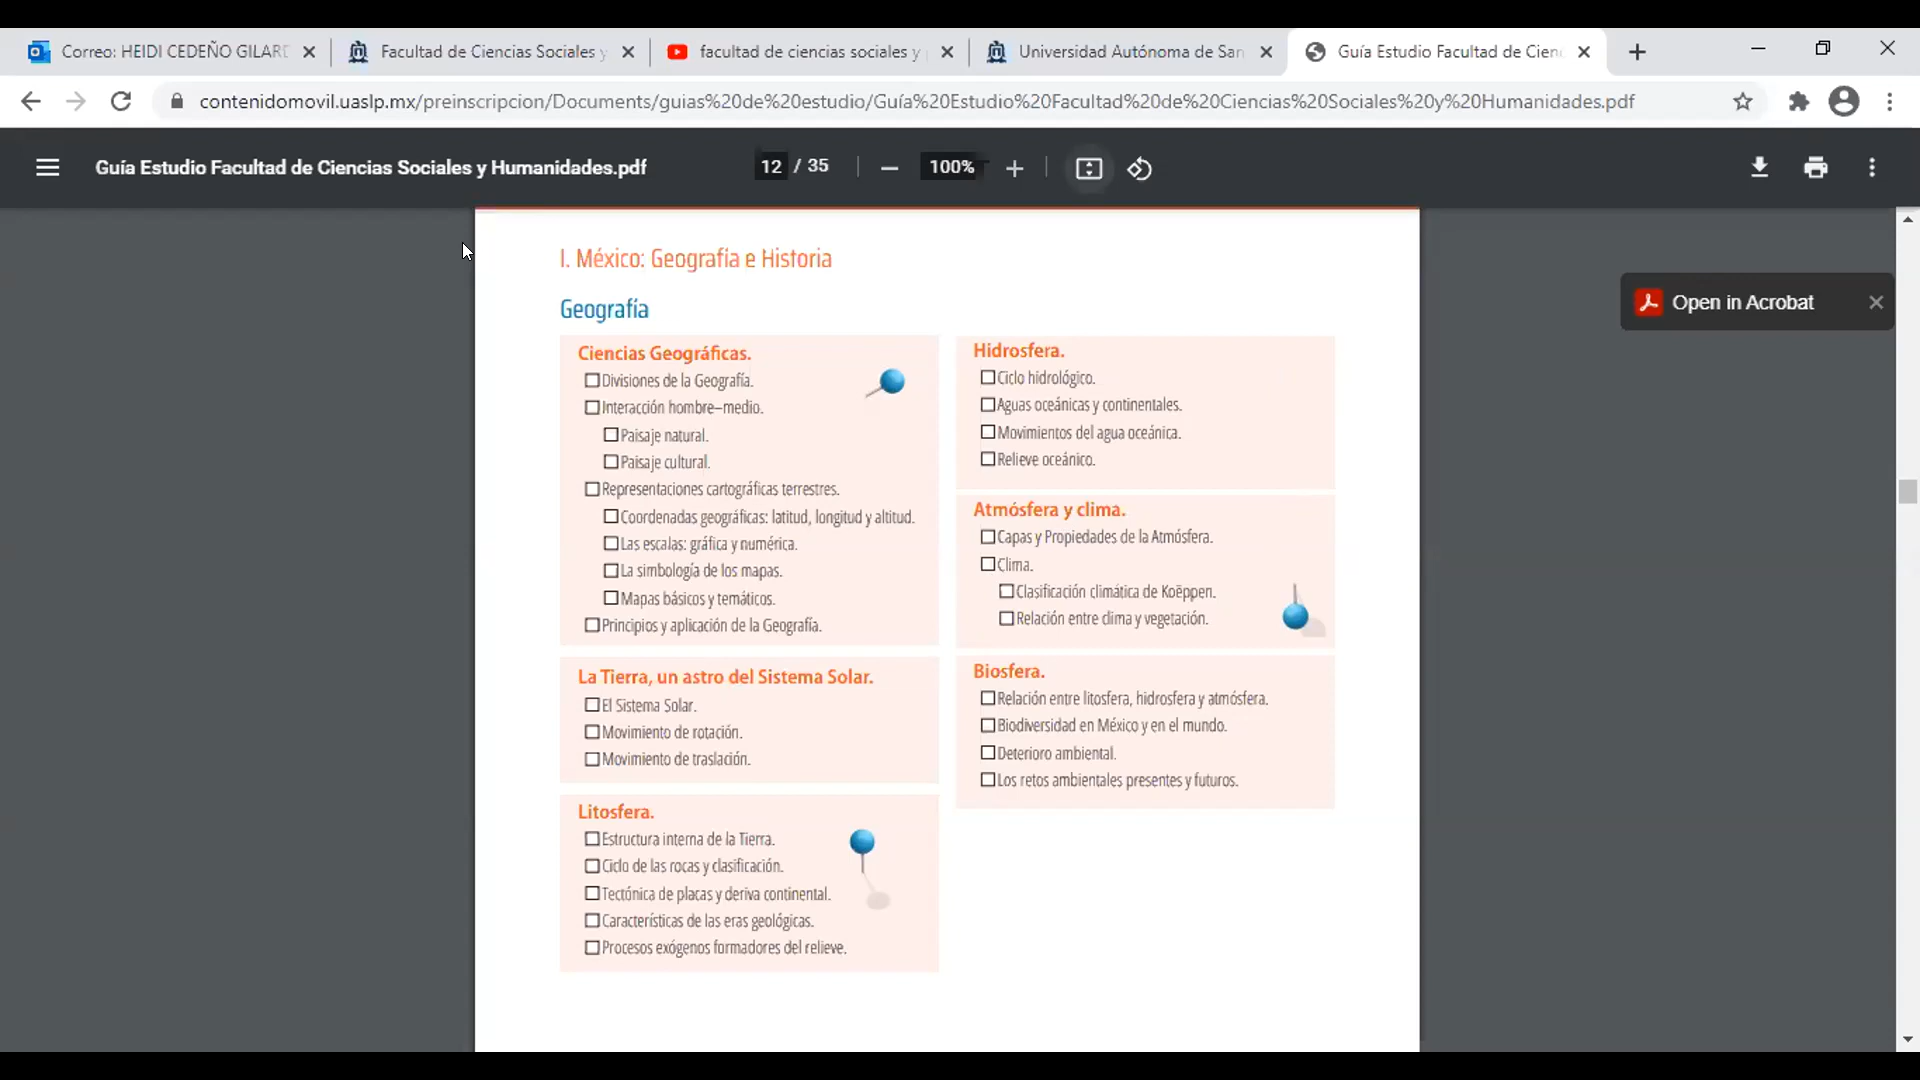 Correo: HEIDI CEDEÑO GILARD
Facultad de Ciencias Sociales y
facultad de ciencias sociales y
Universidad Autónoma de San
Guía Estudio Facultad de Cien
contenidomovil.uaslp.mx/preinscripcion/Documents/guias%20de%20estudio/Guía%20Estudio%20Facultad%20de%20Ciencias%20Sociales%20y%20Humanidades.pdf
Guía Estudio Facultad de Ciencias Sociales y Humanidades.pdf
12 / 35
100%
Open in Acrobat
I. México: Geografía e Historia
Geografía
Ciencias Geográficas.
Divisiones de la Geografía.
Interacción hombre–medio.
Paisaje natural.
Paisaje cultural.
Representaciones cartográficas terrestres.
Coordenadas geográficas: latitud, longitud y altitud.
Las escalas: gráfica y numérica.
La simbología de los mapas.
Mapas básicos y temáticos.
Principios y aplicación de la Geografía.
La Tierra, un astro del Sistema Solar.
El Sistema Solar.
Movimiento de rotación.
Movimiento de traslación.
Litosfera.
Estructura interna de la Tierra.
Ciclo de las rocas y clasificación.
Tectónica de placas y deriva continental.
Características de las eras geológicas.
Procesos exógenos formadores del relieve.
Hidrosfera.
Ciclo hidrológico.
Aguas oceánicas y continentales.
Movimientos del agua oceánica.
Relieve oceánico.
Atmósfera y clima.
Capas y Propiedades de la Atmósfera.
Clima.
Clasificación climática de Koëppen.
Relación entre clima y vegetación.
Biosfera.
Relación entre litosfera, hidrosfera y atmósfera.
Biodiversidad en México y en el mundo.
Deterioro ambiental.
Los retos ambientales presentes y futuros.